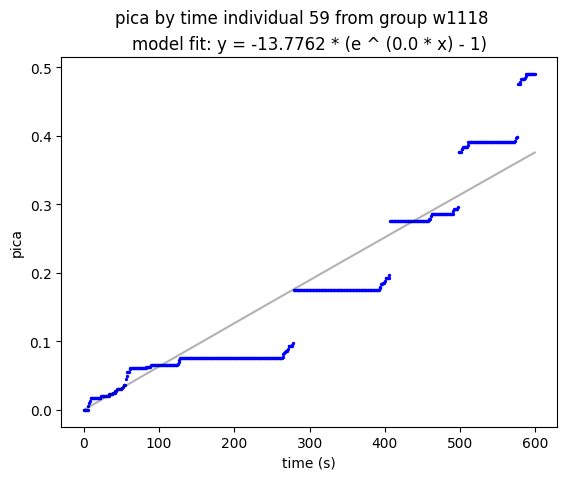 pica by time individual 59 from group w1118
model fit: y = -13.7762 * (e ^ (0.0 * x) - 1)
0.5
0.4
0.3
0.2
0.1
0.0
pica
0 100 200 300 400 500 600
time (s)